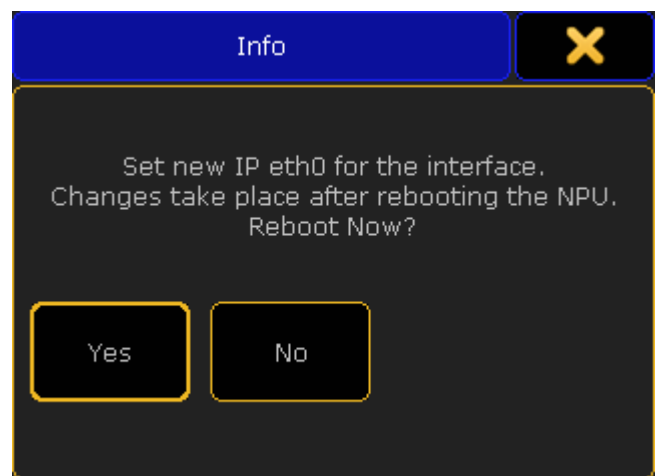 Info
Set new IP eth0 for the interface.
Changes take place after rebooting the NPU.
Reboot Now?
Yes
No